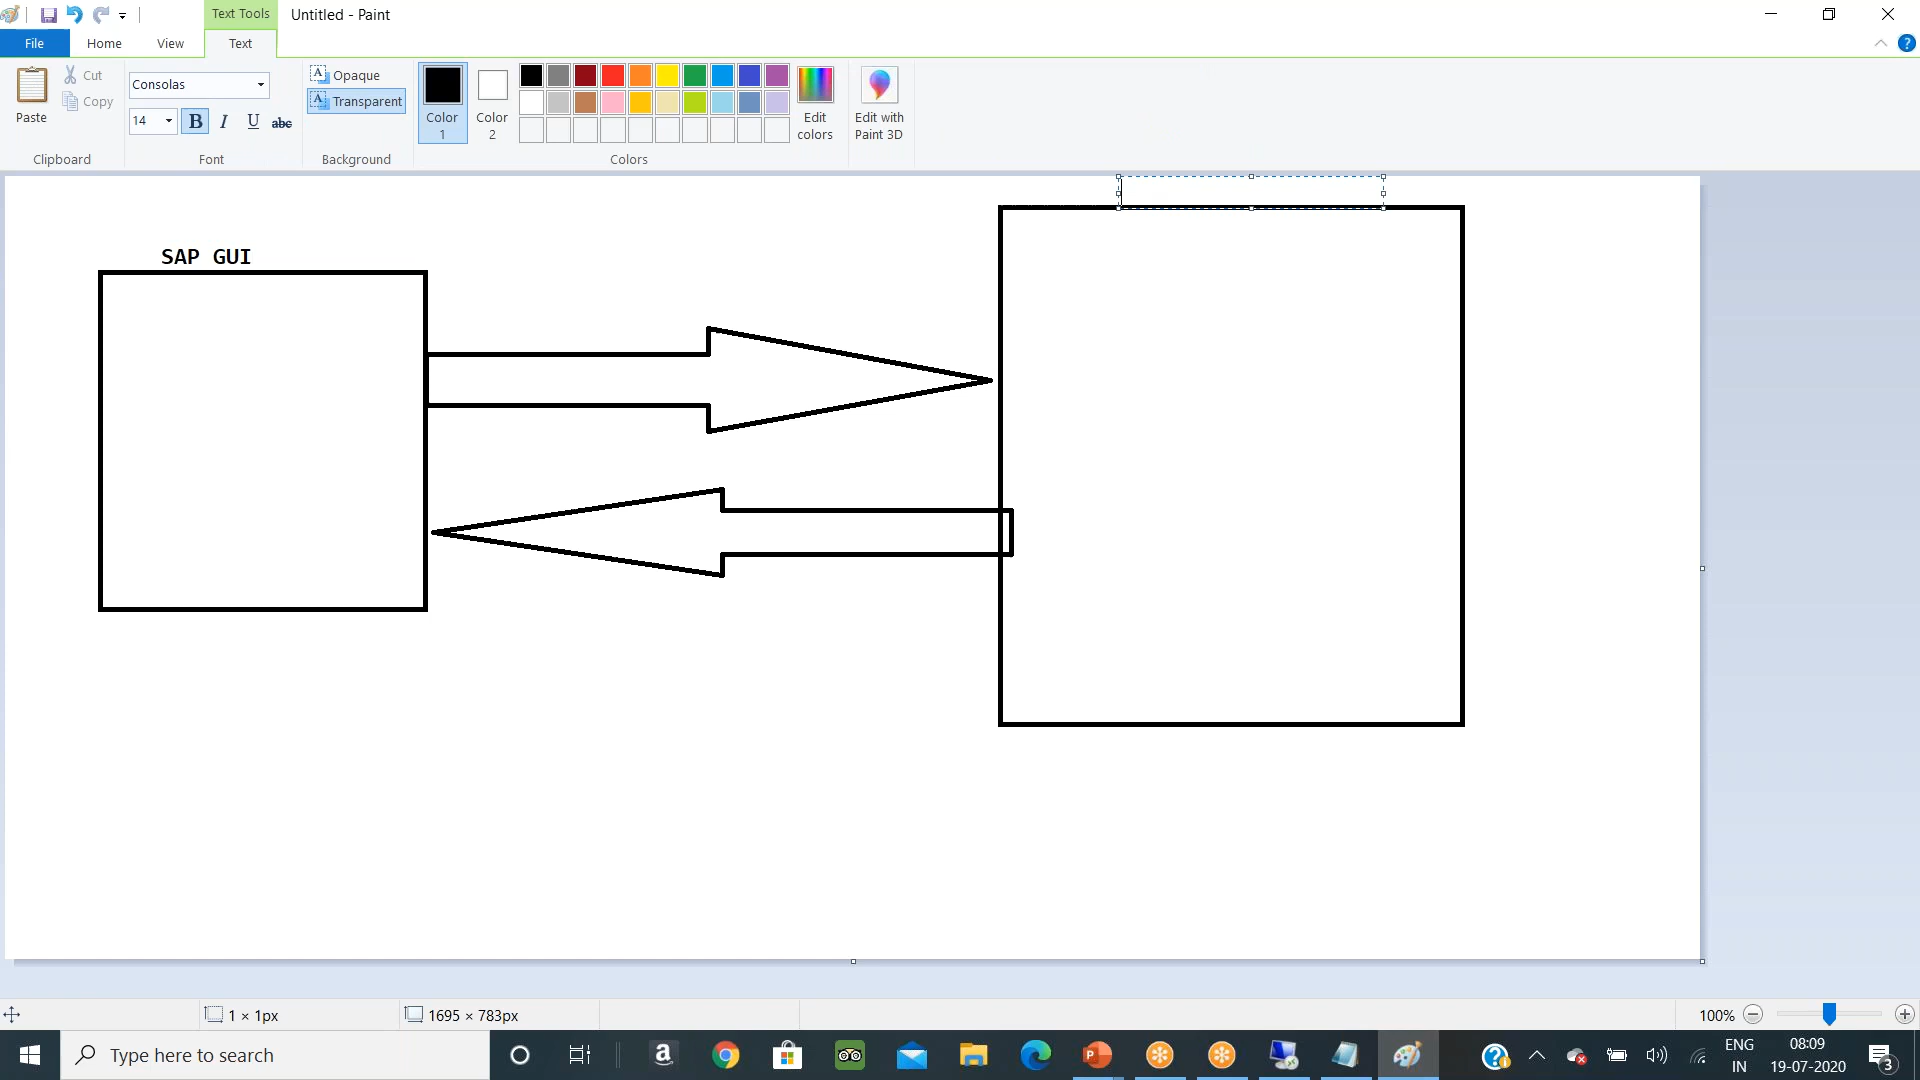 Text Tools
Untitled - Paint
File
Home
View
Text
Paste
Cut
Copy
Clipboard
Consolas
14
B I U abc
Font
Opaque
Transparent
Background
Color 1
Color 2
Edit colors
Colors
Edit with Paint 3D
SAP GUI
1 × 1px
1695 × 783px
100%
Type here to search
ENG
IN
08:09
19-07-2020
3